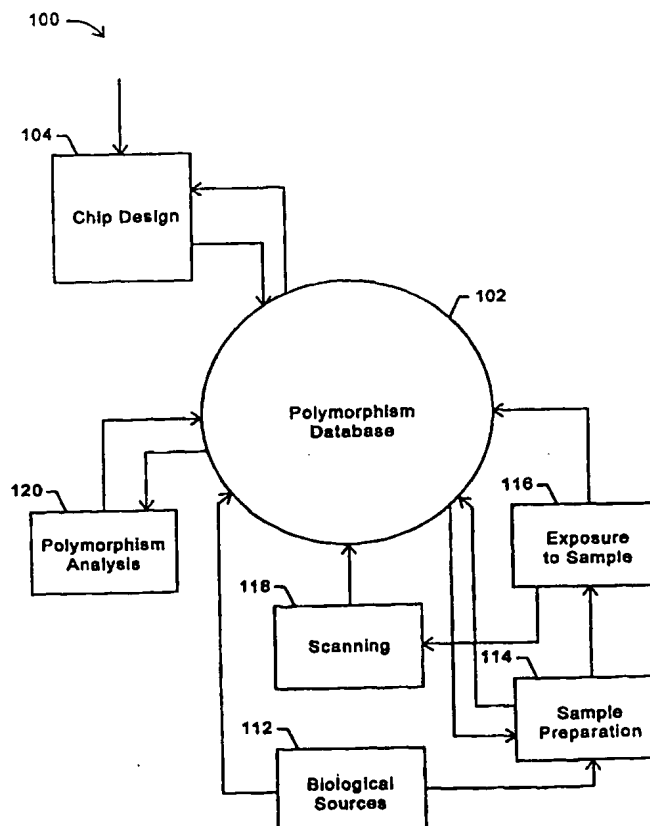 100
104
Chip Design
102
Polymorphism
Database
120
Polymorphism
Analysis
116
Exposure
to Sample
118
Scanning
114
Sample
Preparation
112
Biological
Sources